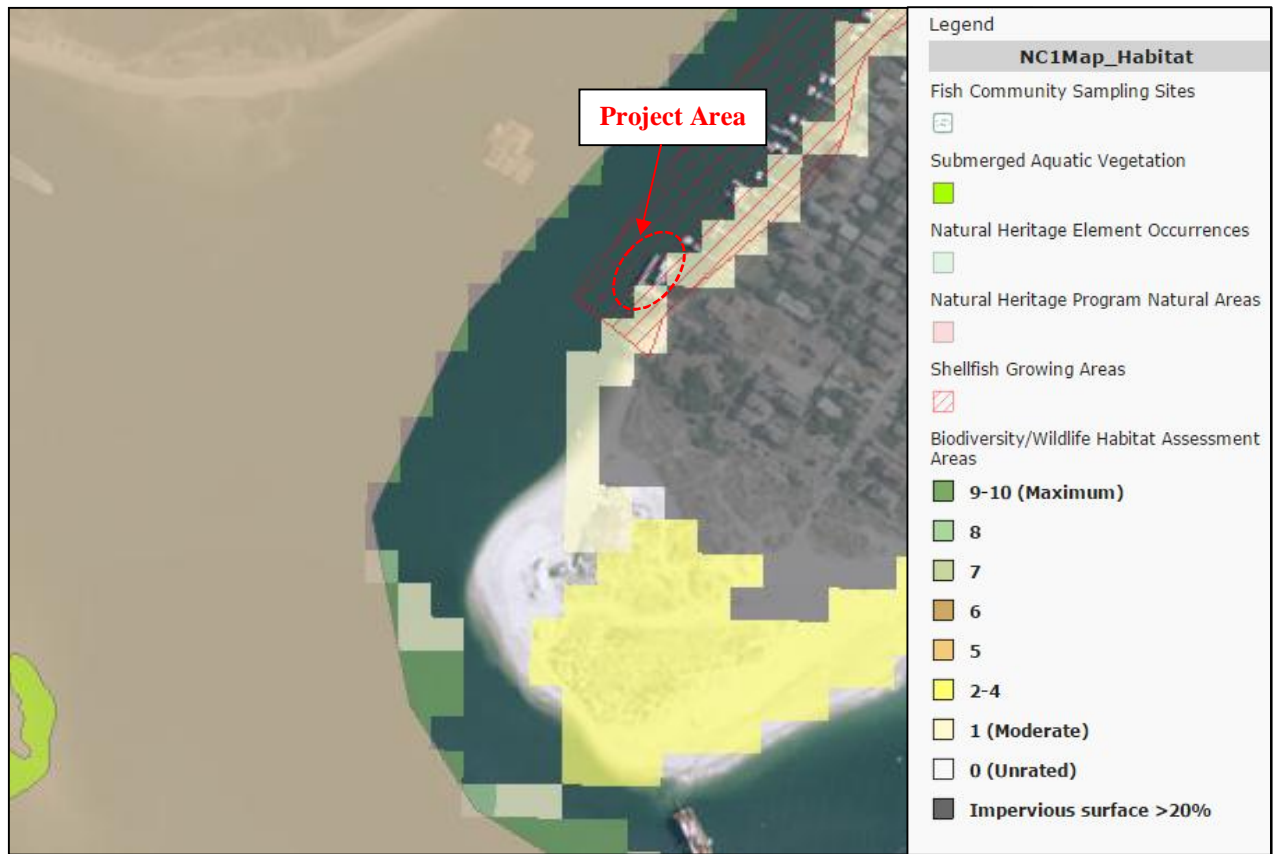 Project Area
Legend
NC1Map_Habitat
Fish Community Sampling Sites
Submerged Aquatic Vegetation
Natural Heritage Element Occurrences
Natural Heritage Program Natural Areas
Shellfish Growing Areas
Biodiversity/Wildlife Habitat Assessment
Areas
9-10 (Maximum)
8
7
6
5
2-4
1 (Moderate)
0 (Unrated)
Impervious surface >20%